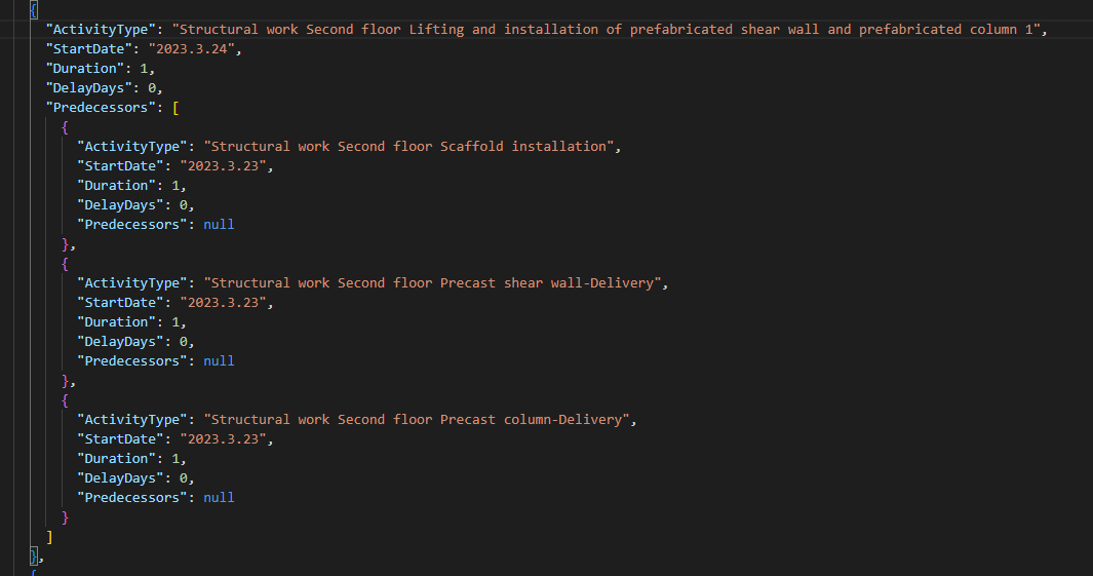 {
"ActivityType": "Structural work Second floor Lifting and installation of prefabricated shear wall and prefabricated column 1",
"StartDate": "2023.3.24",
"Duration": 1,
"DelayDays": 0,
"Predecessors": [
{
"ActivityType": "Structural work Second floor Scaffold installation",
"StartDate": "2023.3.23",
"Duration": 1,
"DelayDays": 0,
"Predecessors": null
},
{
"ActivityType": "Structural work Second floor Precast shear wall-Delivery",
"StartDate": "2023.3.23",
"Duration": 1,
"DelayDays": 0,
"Predecessors": null
},
{
"ActivityType": "Structural work Second floor Precast column-Delivery",
"StartDate": "2023.3.23",
"Duration": 1,
"DelayDays": 0,
"Predecessors": null
}
]
},
{